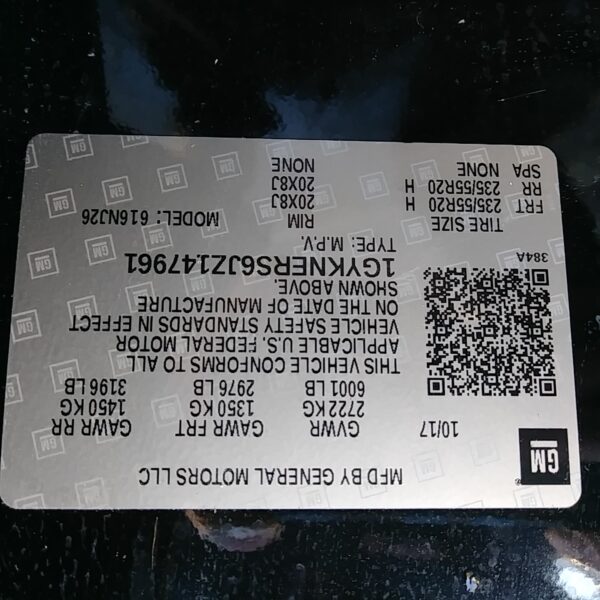 MFD BY GENERAL MOTORS LLC
GM
10/17 GVWR GAWR FRT GAWR RR
2722 KG 1350 KG 1450 KG
6001 LB 2976 LB 3196 LB
THIS VEHICLE CONFORMS TO ALL
APPLICABLE U.S. FEDERAL MOTOR
VEHICLE SAFETY STANDARDS IN EFFECT
ON THE DATE OF MANUFACTURE
SHOWN ABOVE.
1GYKNERS6JZ147961
384A
TYPE: M.P.V.
TIRE SIZE RIM MODEL: 616NJ26
FRT 235/55R20 H 20X8J
RR 235/55R20 H 20X8J
SPA NONE NONE